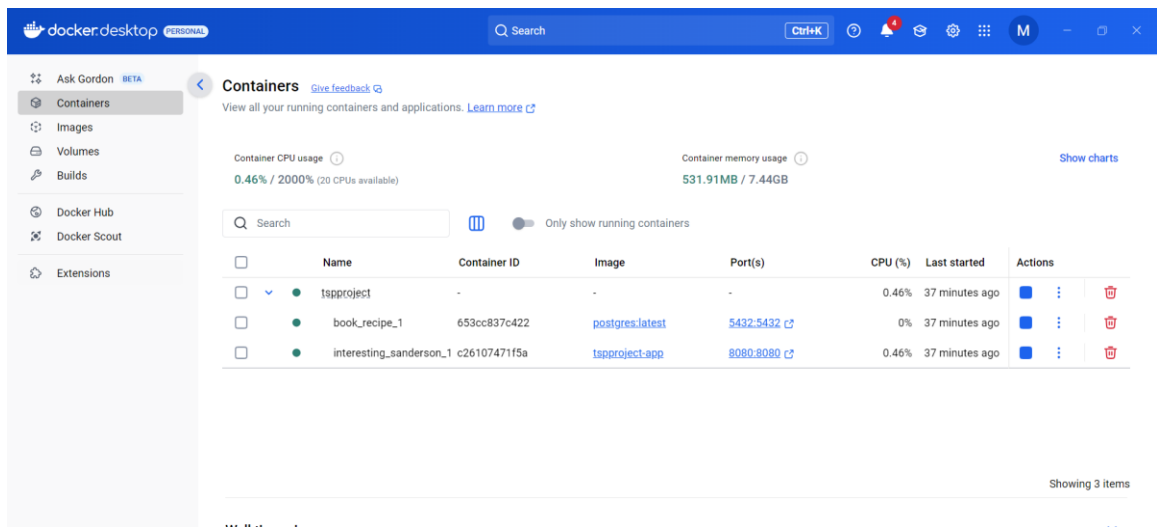 docker.desktop PERSONAL Search Ctrl+K 4 M
Ask Gordon BETA
Containers
Images
Volumes
Builds
Docker Hub
Docker Scout
Extensions
Containers Give feedback
View all your running containers and applications. Learn more
Container CPU usage Container memory usage Show charts
0.46% / 2000% (20 CPUs available) 531.91MB / 7.44GB
Search Only show running containers
Name Container ID Image Port(s) CPU (%) Last started Actions
tspproject - - - 0.46% 37 minutes ago
book_recipe_1 653cc837c422 postgres:latest 5432:5432 0% 37 minutes ago
interesting_sanderson_1 c26107471f5a tspproject-app 8080:8080 0.46% 37 minutes ago
Showing 3 items